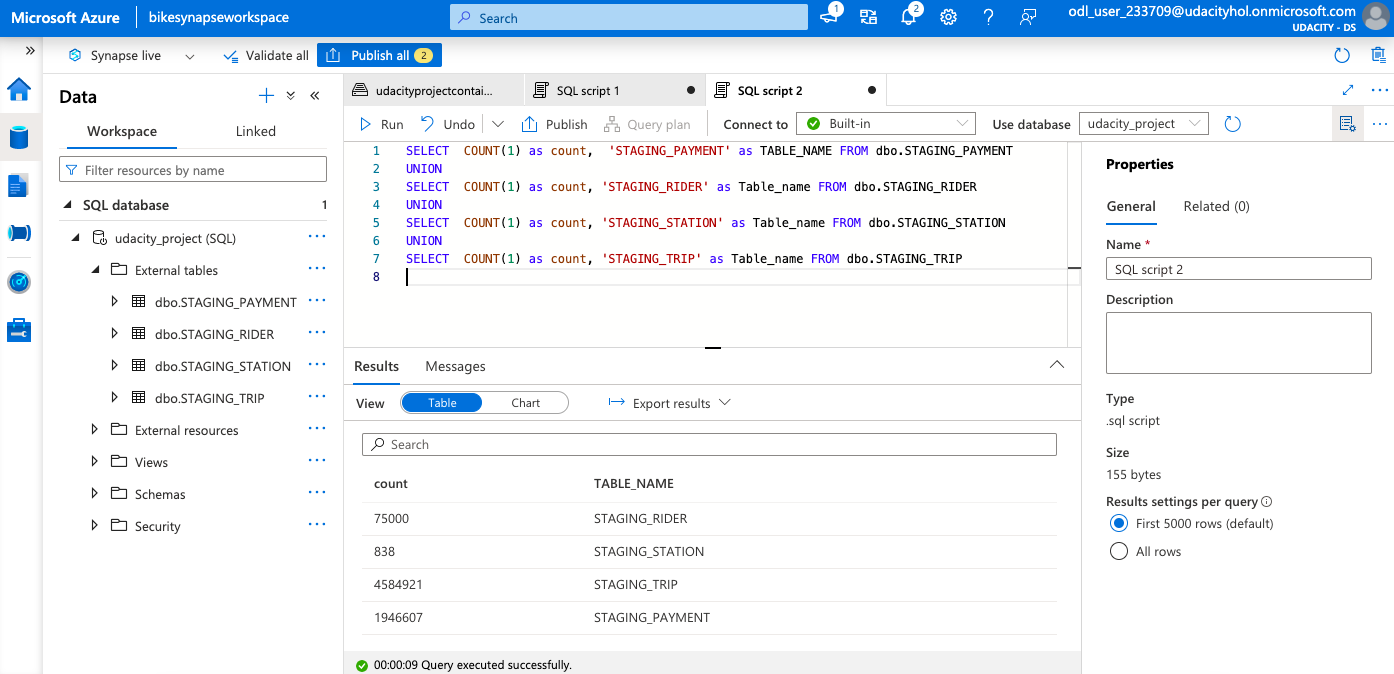 Microsoft Azure | bikesynapseworkspace
Search
1
2
odl_user_233709@udacityhol.onmicrosoft.com
UDACITY - DS
Synapse live
Validate all
Publish all 2
Data
Workspace Linked
Filter resources by name
SQL database 1
udacity_project (SQL)
External tables
dbo.STAGING_PAYMENT
dbo.STAGING_RIDER
dbo.STAGING_STATION
dbo.STAGING_TRIP
External resources
Views
Schemas
Security
udacityprojectcontai...
SQL script 1
SQL script 2
Run Undo Publish Query plan Connect to Built-in Use database udacity_project
1 SELECT COUNT(1) as count, 'STAGING_PAYMENT' as TABLE_NAME FROM dbo.STAGING_PAYMENT
2 UNION
3 SELECT COUNT(1) as count, 'STAGING_RIDER' as Table_name FROM dbo.STAGING_RIDER
4 UNION
5 SELECT COUNT(1) as count, 'STAGING_STATION' as Table_name FROM dbo.STAGING_STATION
6 UNION
7 SELECT COUNT(1) as count, 'STAGING_TRIP' as Table_name FROM dbo.STAGING_TRIP
8
Results Messages
View Table Chart Export results
Search
count TABLE_NAME
75000 STAGING_RIDER
838 STAGING_STATION
4584921 STAGING_TRIP
1946607 STAGING_PAYMENT
00:00:09 Query executed successfully.
Properties
General Related (0)
Name *
SQL script 2
Description
Type
.sql script
Size
155 bytes
Results settings per query
First 5000 rows (default)
All rows